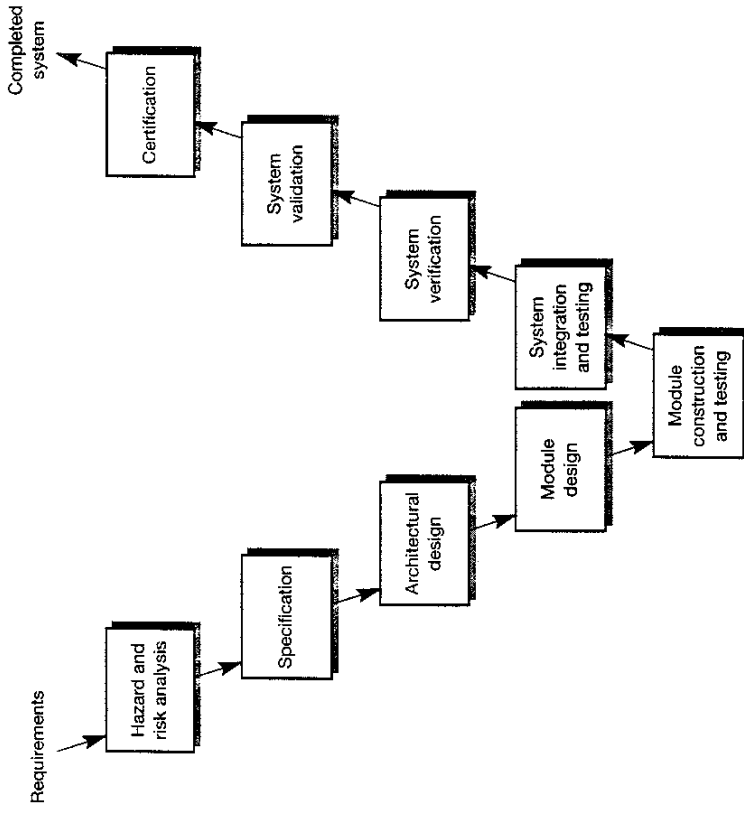 Requirements
Hazard and
risk analysis
Specification
Architectural
design
Module
design
Module
construction
and testing
System
integration
and testing
System
verification
System
validation
Certification
Completed
system